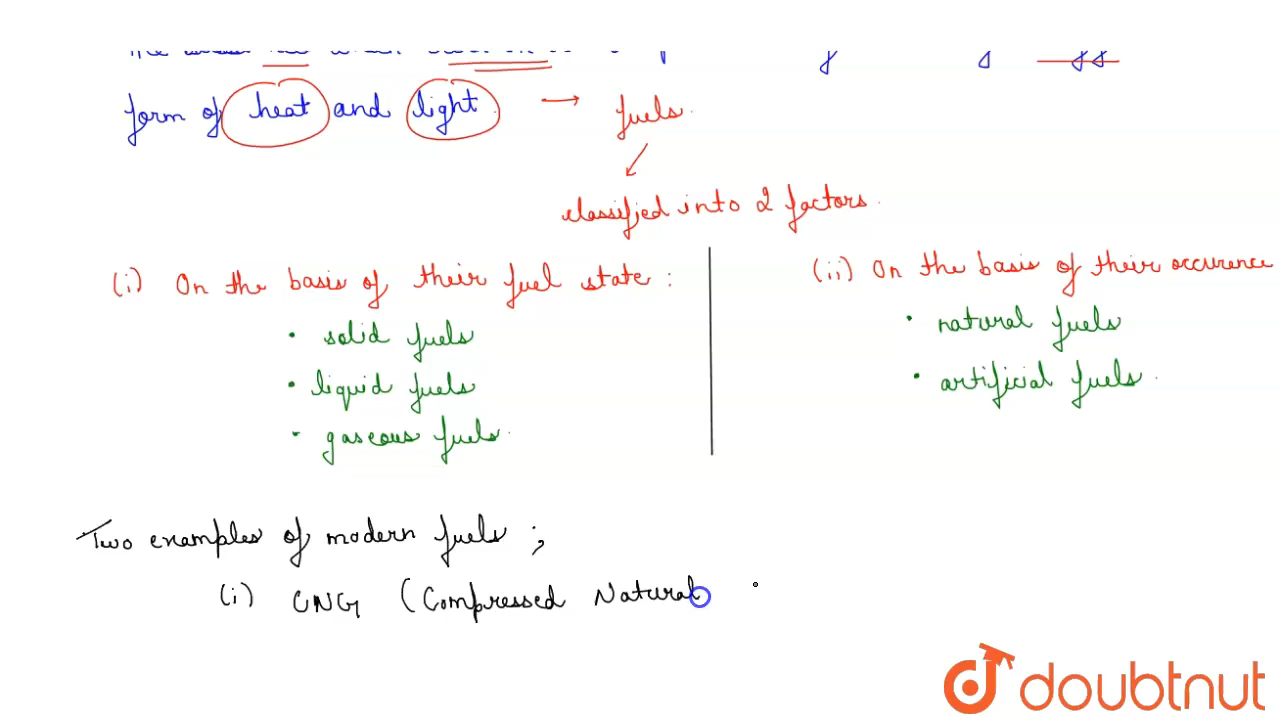 form of heat and light. → fuels.
classified into 2 factors.
(i) On the basis of their fuel state :
• solid fuels
• liquid fuels
• gaseous fuels.
(ii) On the basis of their occurence
• natural fuels
• artificial fuels.
Two examples of modern fuels ;
(i) CNG (Compressed Natural
doubtnut